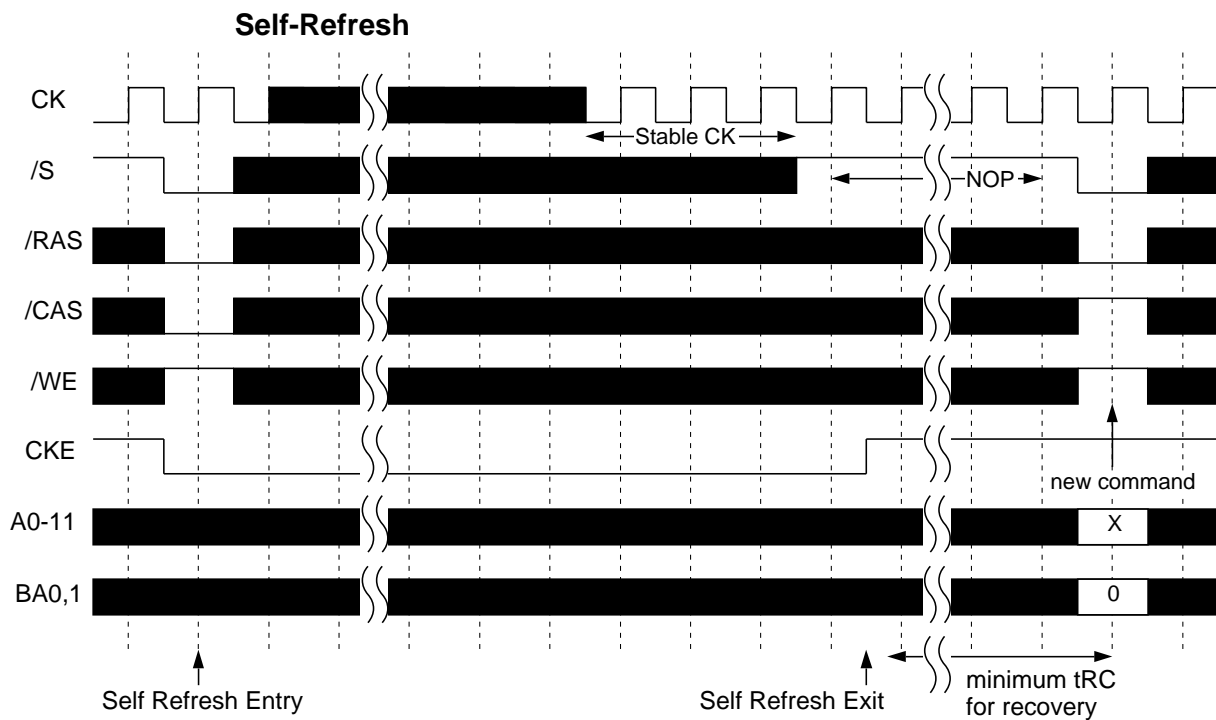 Self-Refresh
CK
Stable CK
/S
NOP
/RAS
/CAS
/WE
CKE
new command
A0-11
X
BA0,1
0
Self Refresh Entry
Self Refresh Exit
minimum tRC
for recovery